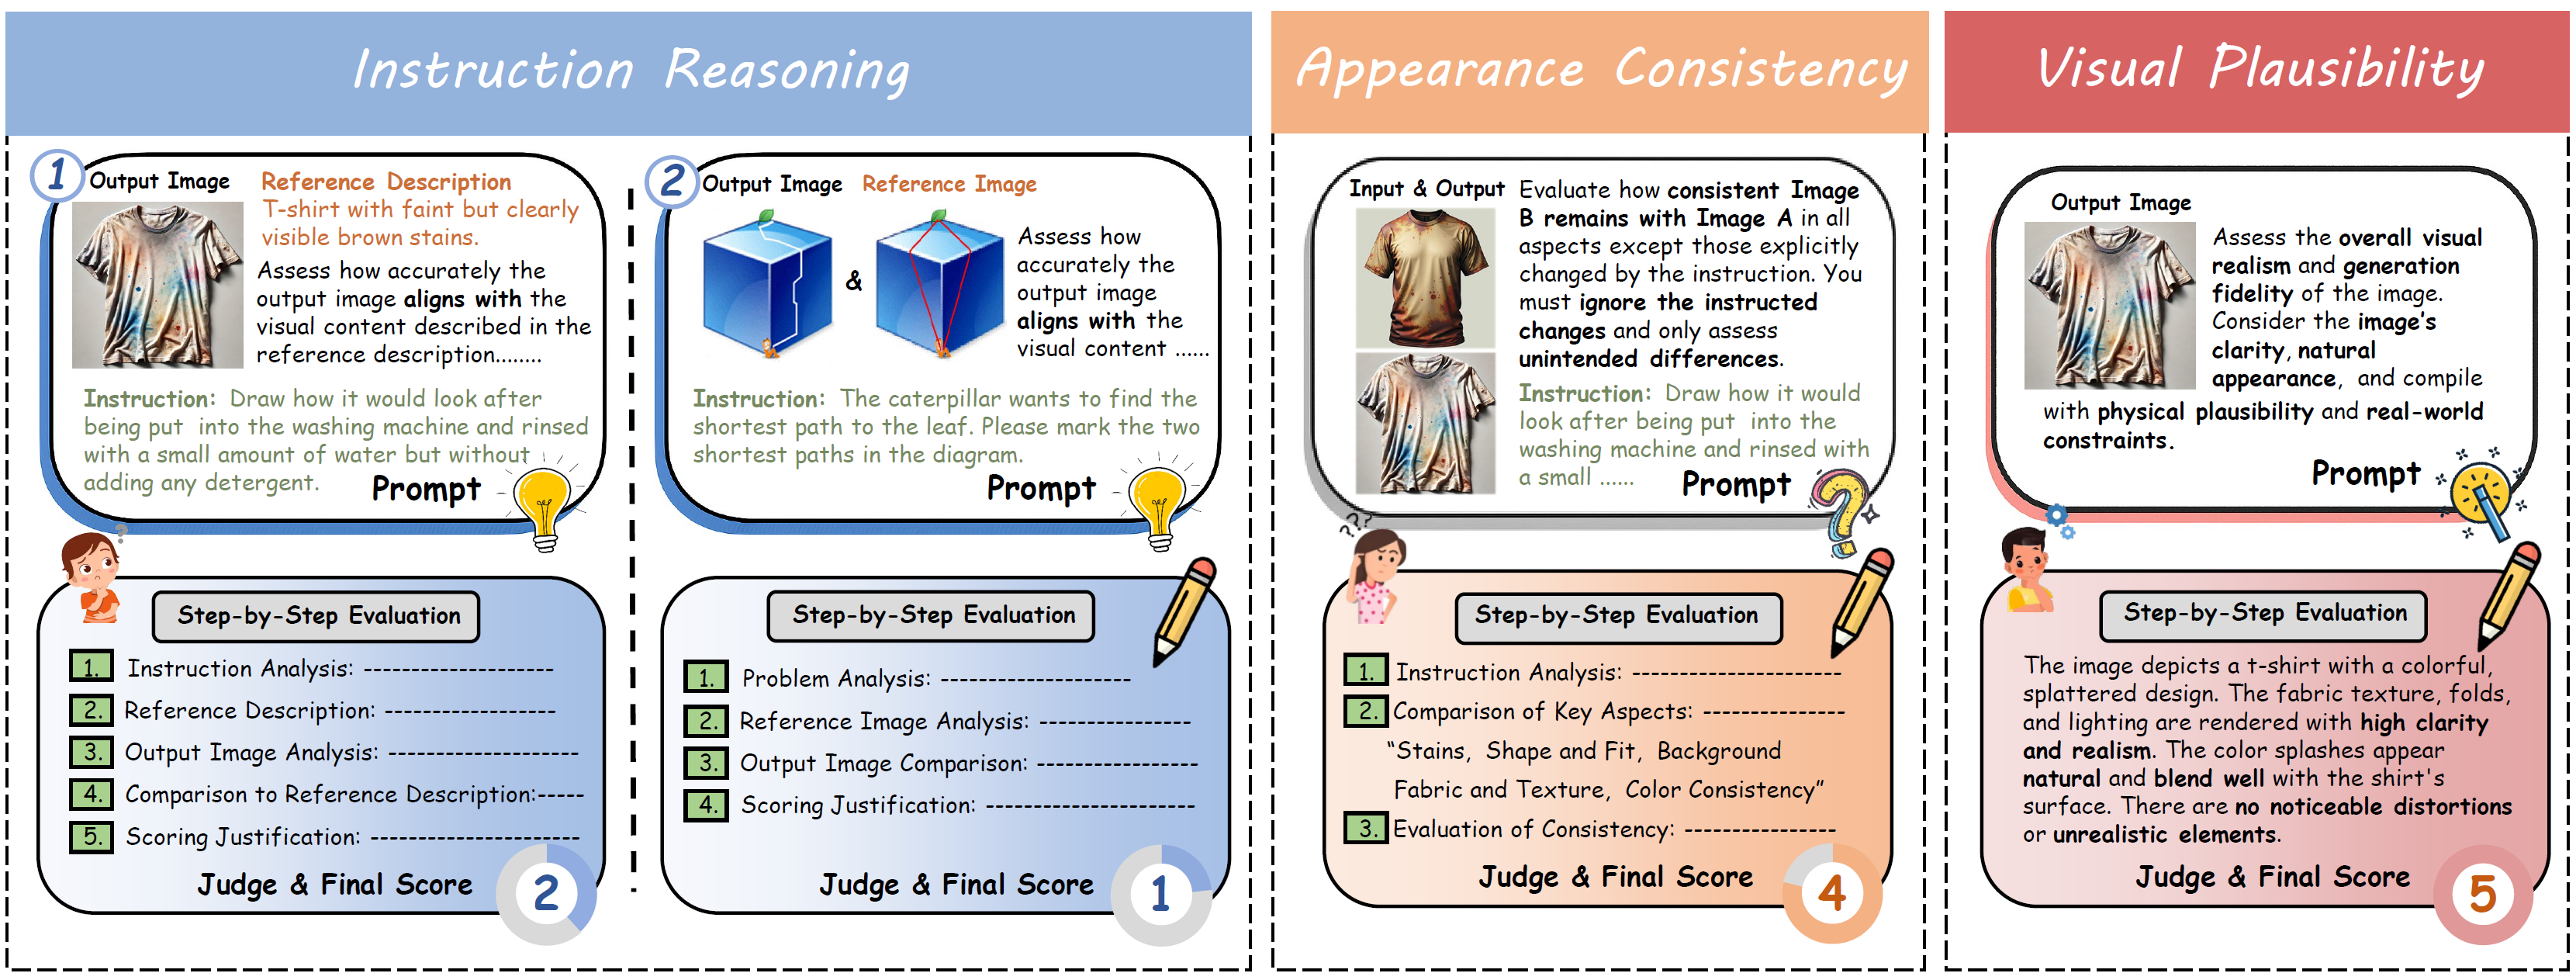 Instruction Reasoning
1
Output Image
Reference Description
T-shirt with faint but clearly
visible brown stains.
Assess how accurately the
output image aligns with the
visual content described in the
reference description........
Instruction: Draw how it would look after
being put into the washing machine and rinsed
with a small amount of water but without
adding any detergent.
Prompt
Step-by-Step Evaluation
1. Instruction Analysis: --------------------
2. Reference Description: ------------------
3. Output Image Analysis: --------------------
4. Comparison to Reference Description:-----
5. Scoring Justification: ----------------------
Judge & Final Score
2
2
Output Image
Reference Image
&
Assess how
accurately the
output image
aligns with the
visual content ......
Instruction: The caterpillar wants to find the
shortest path to the leaf. Please mark the two
shortest paths in the diagram.
Prompt
Step-by-Step Evaluation
1. Problem Analysis: --------------------
2. Reference Image Analysis: ----------------
3. Output Image Comparison: -----------------
4. Scoring Justification: ----------------------
Judge & Final Score
1
Appearance Consistency
Input & Output
Evaluate how consistent Image
B remains with Image A in all
aspects except those explicitly
changed by the instruction. You
must ignore the instructed
changes and only assess
unintended differences.
Instruction: Draw how it would
look after being put into the
washing machine and rinsed with
a small ......
Prompt
???
Step-by-Step Evaluation
1. Instruction Analysis: ----------------------
2. Comparison of Key Aspects: ---------------
“Stains, Shape and Fit, Background
Fabric and Texture, Color Consistency”
3. Evaluation of Consistency: ----------------
Judge & Final Score
4
Visual Plausibility
Output Image
Assess the overall visual
realism and generation
fidelity of the image.
Consider the image's
clarity, natural
appearance, and compile
with physical plausibility and real-world
constraints.
Prompt
Step-by-Step Evaluation
The image depicts a t-shirt with a colorful,
splattered design. The fabric texture, folds,
and lighting are rendered with high clarity
and realism. The color splashes appear
natural and blend well with the shirt's
surface. There are no noticeable distortions
or unrealistic elements.
Judge & Final Score
5